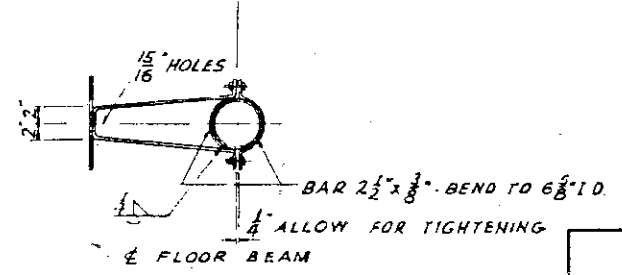 15/16" HOLES
2" 2"
BAR 2 1/2" x 3/8" - BEND TO 6 5/8" I.D.
1/4
1/4" ALLOW FOR TIGHTENING
℄ FLOOR BEAM